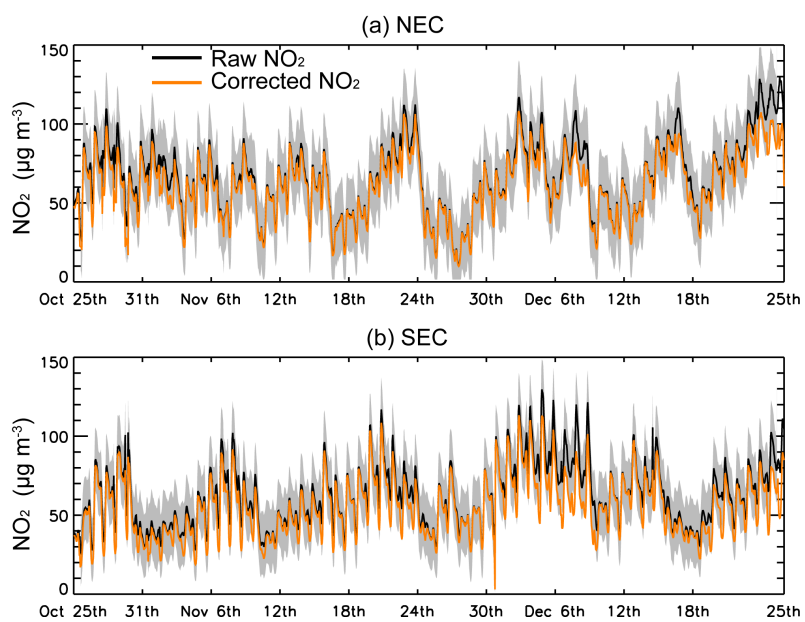 (a) NEC
150
100
50
0
NO₂ (µg m⁻³)
Raw NO₂
Corrected NO₂
Oct 25th 31th Nov 6th 12th 18th 24th 30th Dec 6th 12th 18th 25th
(b) SEC
150
100
50
0
NO₂ (µg m⁻³)
Oct 25th 31th Nov 6th 12th 18th 24th 30th Dec 6th 12th 18th 25th